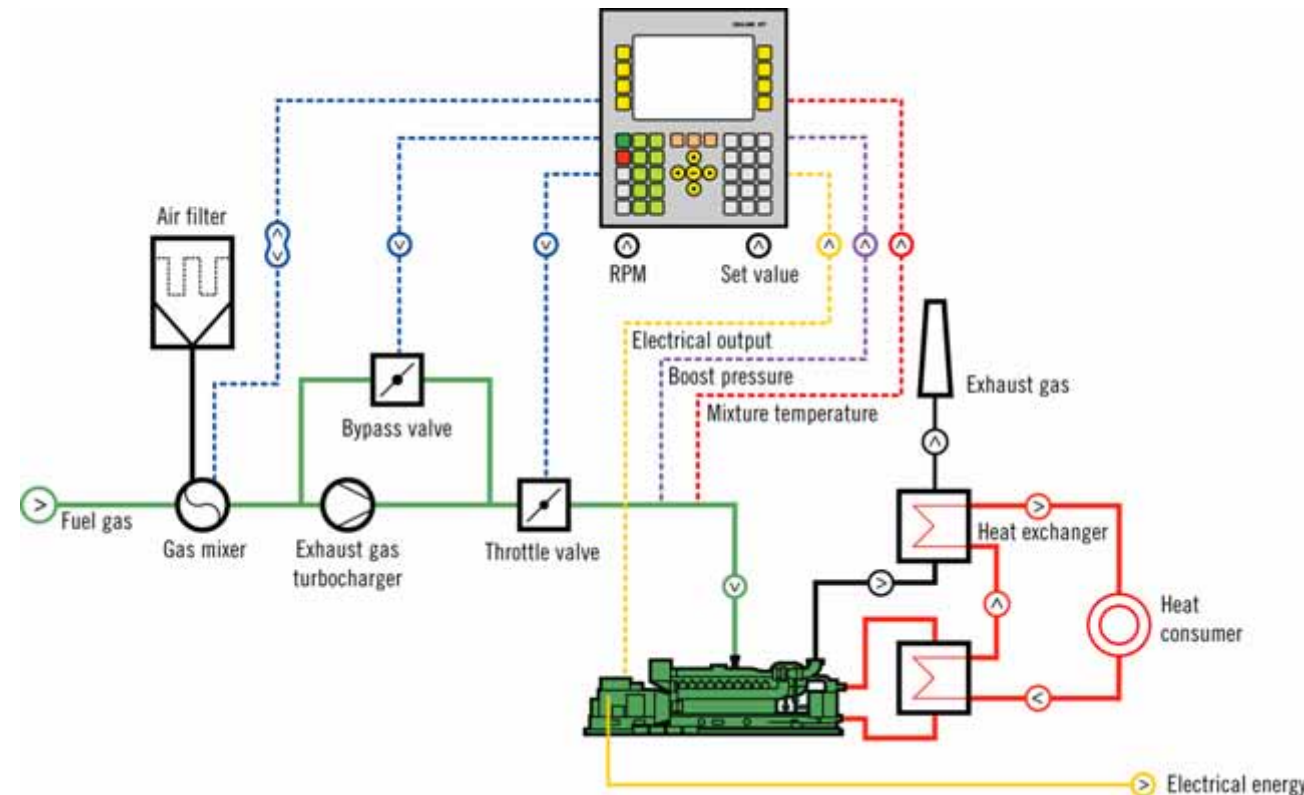 Air filter
RPM
Set value
Electrical output
Boost pressure
Mixture temperature
Exhaust gas
Bypass valve
Fuel gas
Gas mixer
Exhaust gas
turbocharger
Throttle valve
Heat exchanger
Heat
consumer
Electrical energy